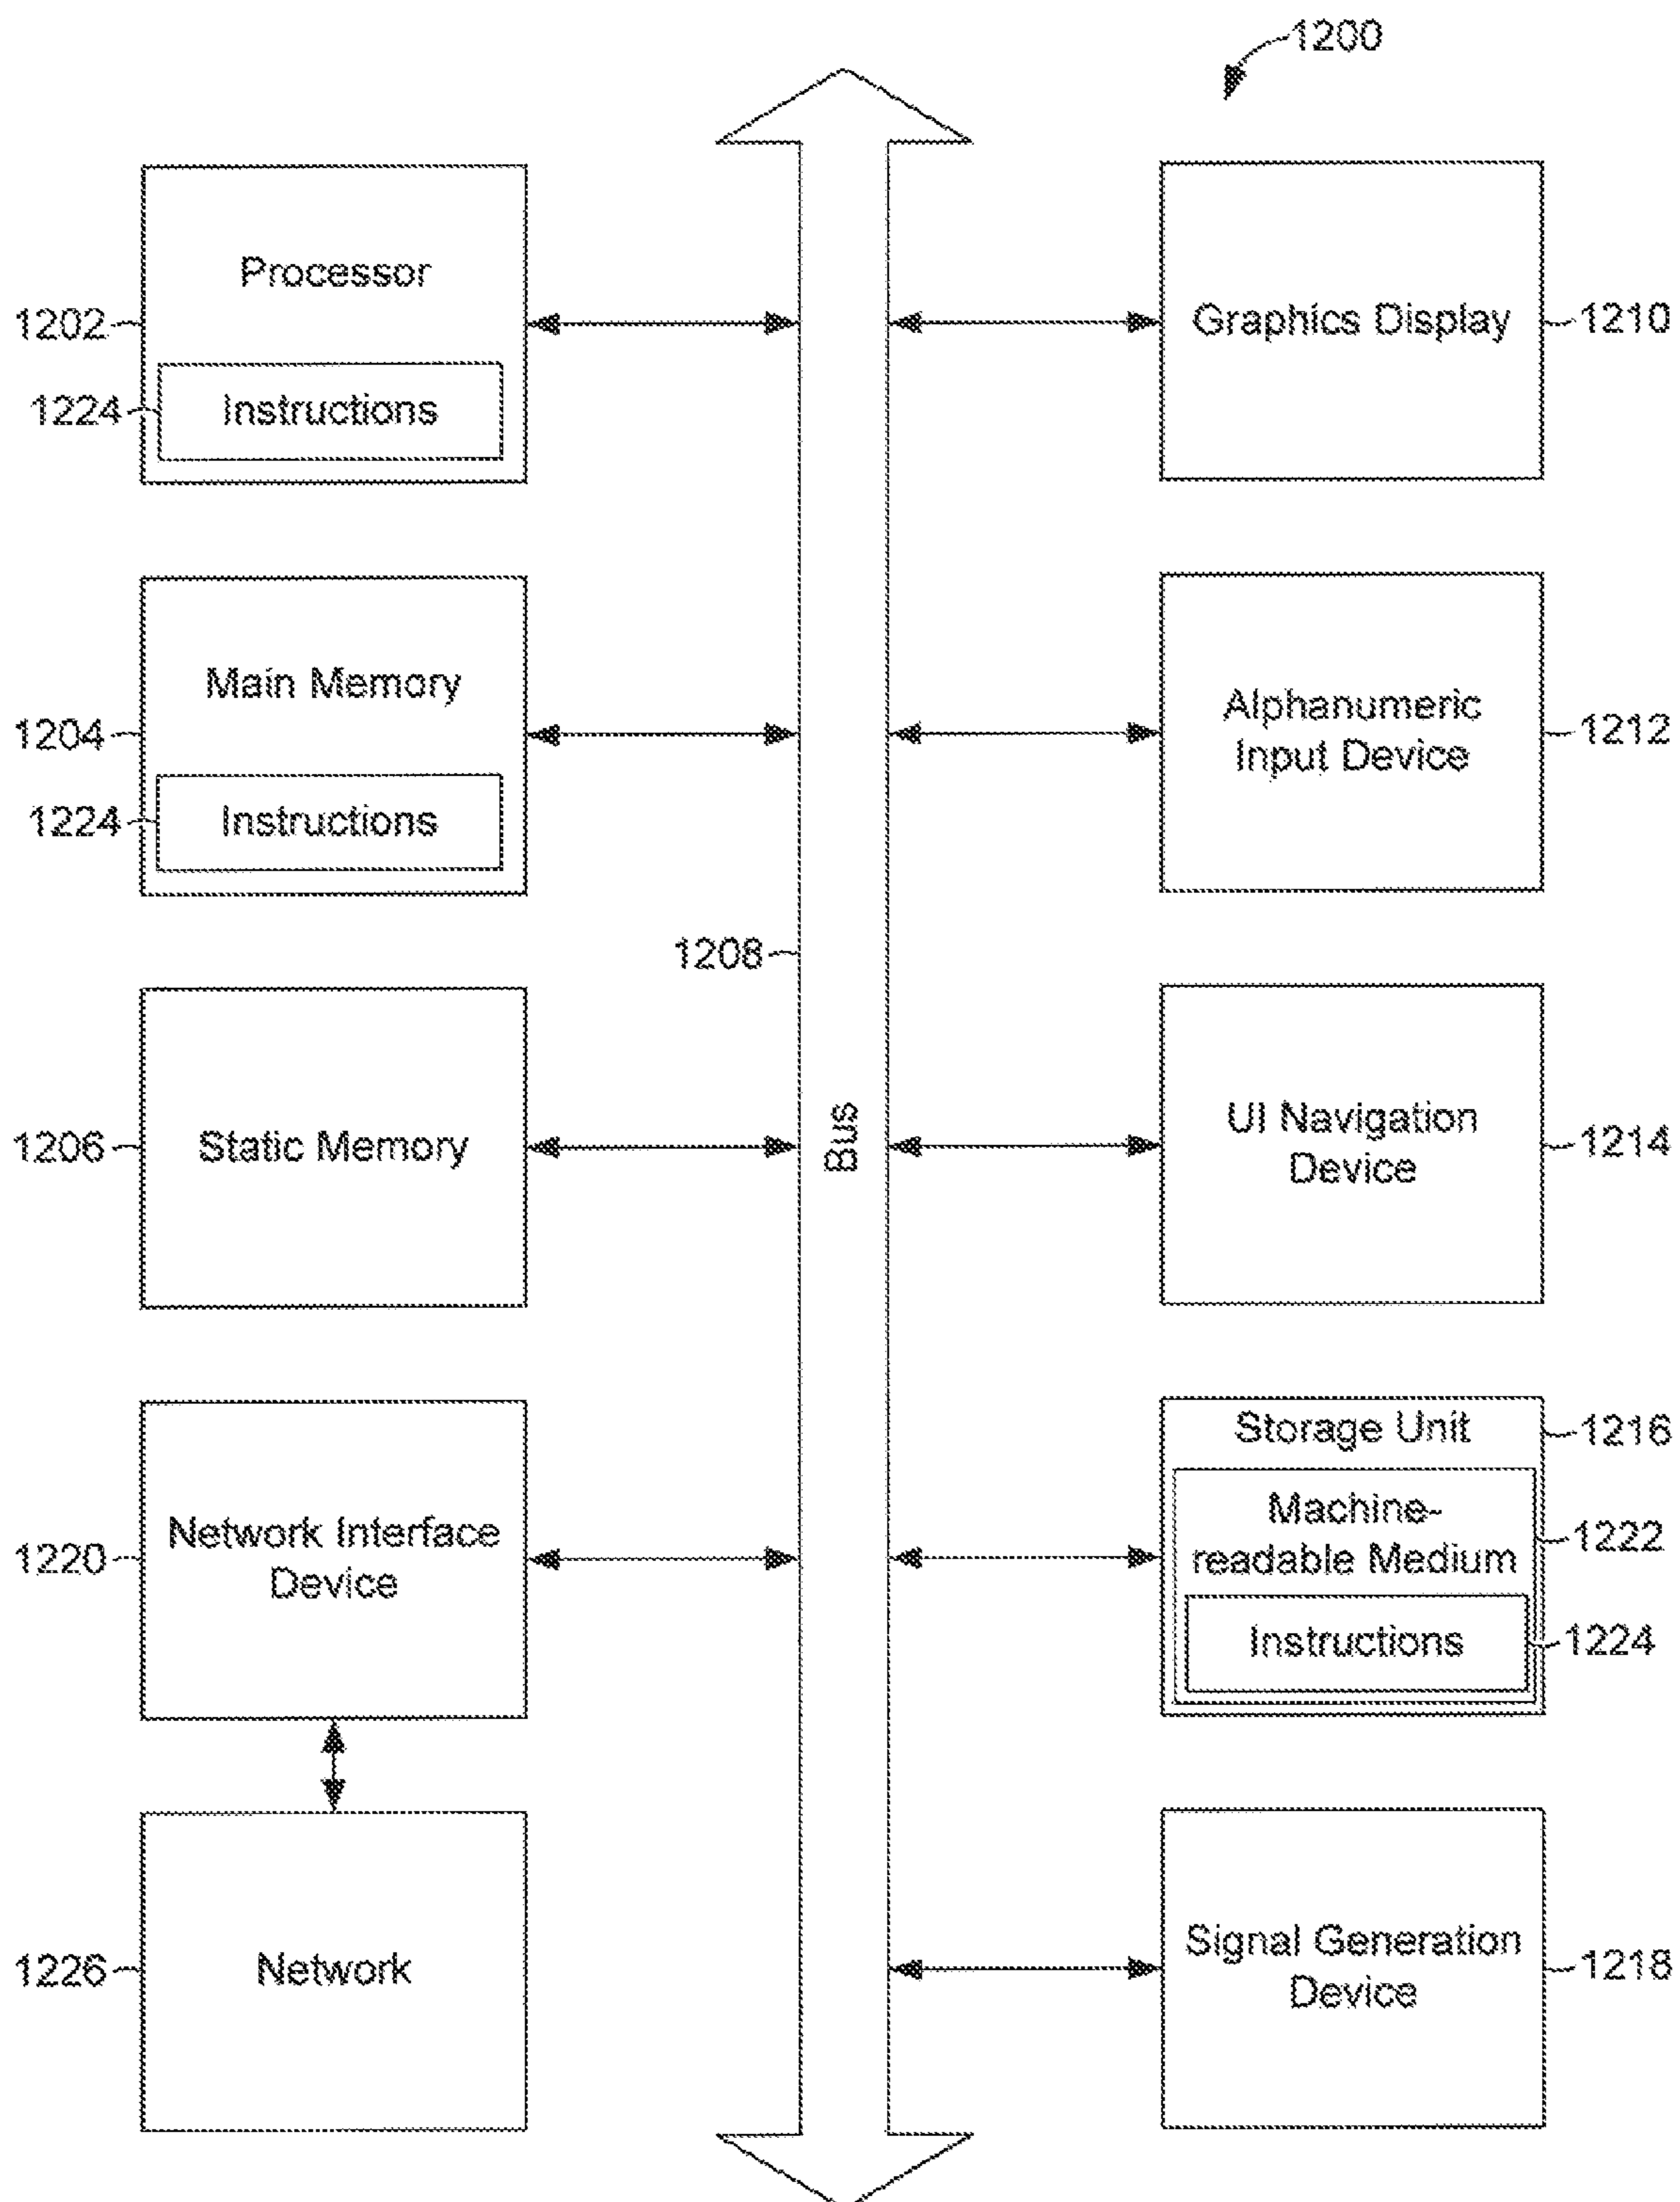 1200
Processor
1202
1224
Instructions
Graphics Display
1210
Main Memory
1204
1224
Instructions
Alphanumeric
Input Device
1212
1208
Bus
Static Memory
1206
UI Navigation
Device
1214
Network Interface
Device
1220
Storage Unit
1216
Machine-
readable Medium
1222
Instructions
1224
Network
1226
Signal Generation
Device
1218